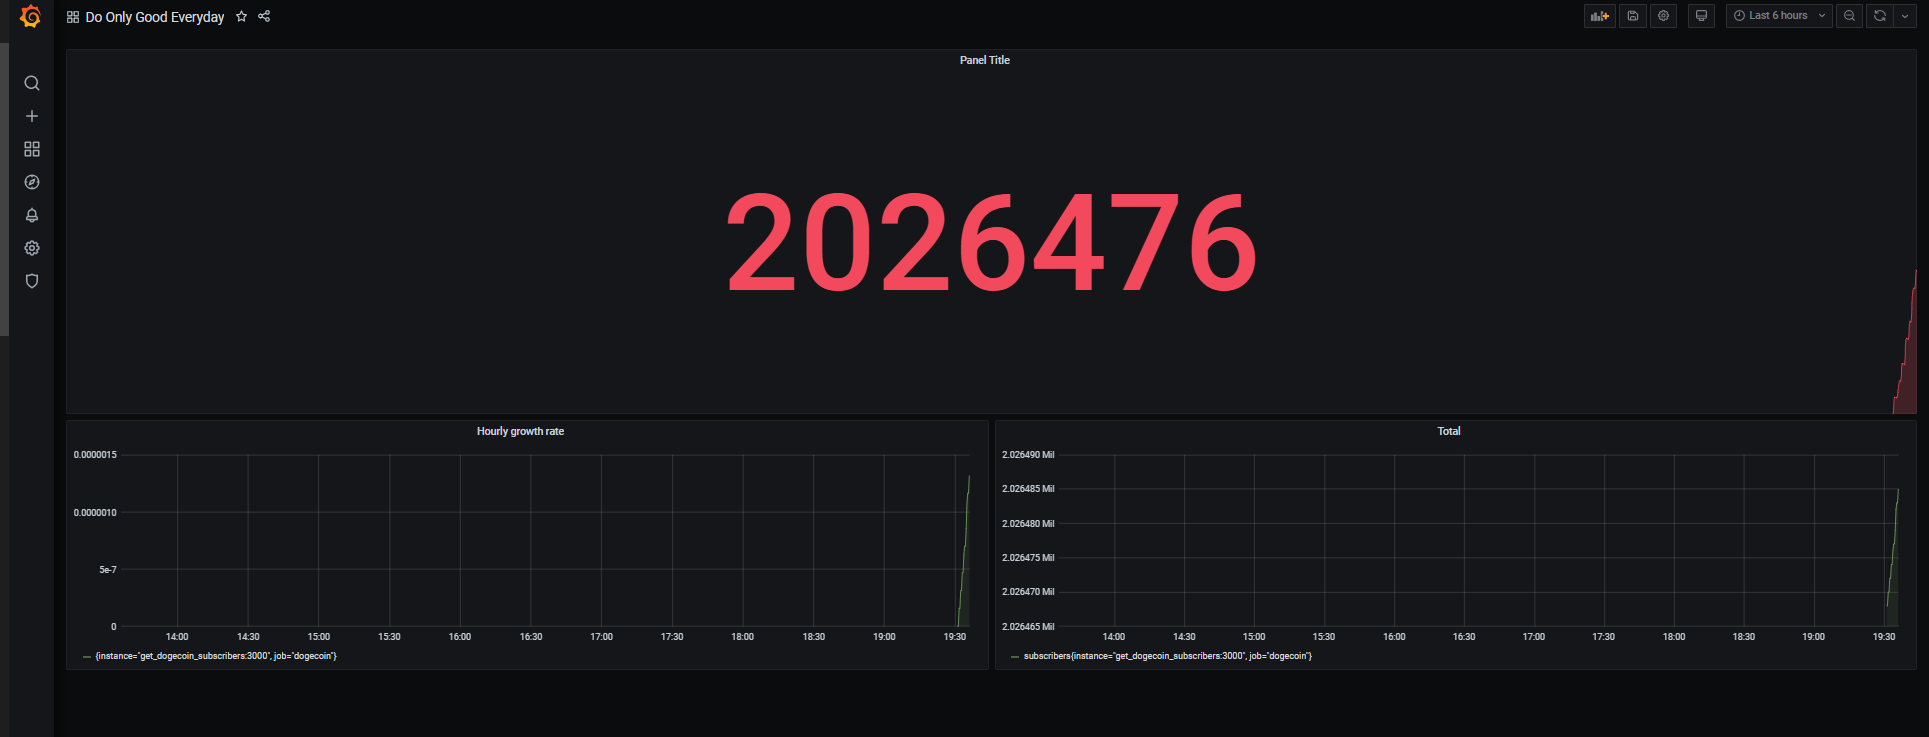 Do Only Good Everyday
Last 6 hours
Panel Title
2026476
Hourly growth rate
0.0000015
0.0000010
5e-7
0
14:00 14:30 15:00 15:30 16:00 16:30 17:00 17:30 18:00 18:30 19:00 19:30
{instance="get_dogecoin_subscribers:3000", job="dogecoin"}
Total
2.026490 Mil
2.026485 Mil
2.026480 Mil
2.026475 Mil
2.026470 Mil
2.026465 Mil
14:00 14:30 15:00 15:30 16:00 16:30 17:00 17:30 18:00 18:30 19:00 19:30
subscribers{instance="get_dogecoin_subscribers:3000", job="dogecoin"}